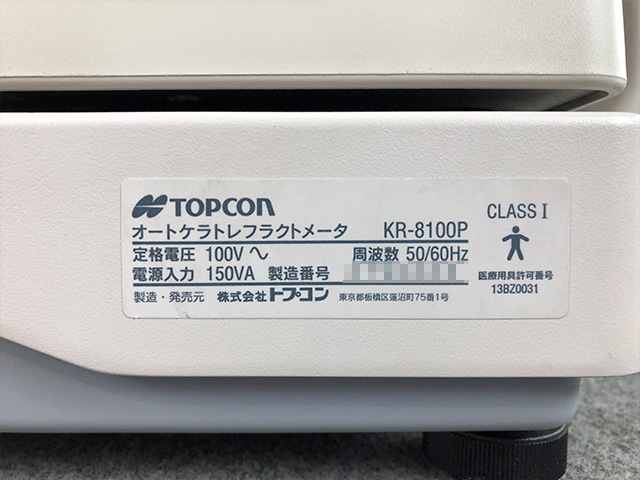 TOPCON
オートケラトレフラクトメータ KR-8100P
定格電圧 100V～ 周波数 50/60Hz
電源入力 150VA 製造番号
製造・発売元 株式会社トプコン 東京都板橋区蓮沼町75番1号
CLASS I
医療用具許可番号
13BZ0031